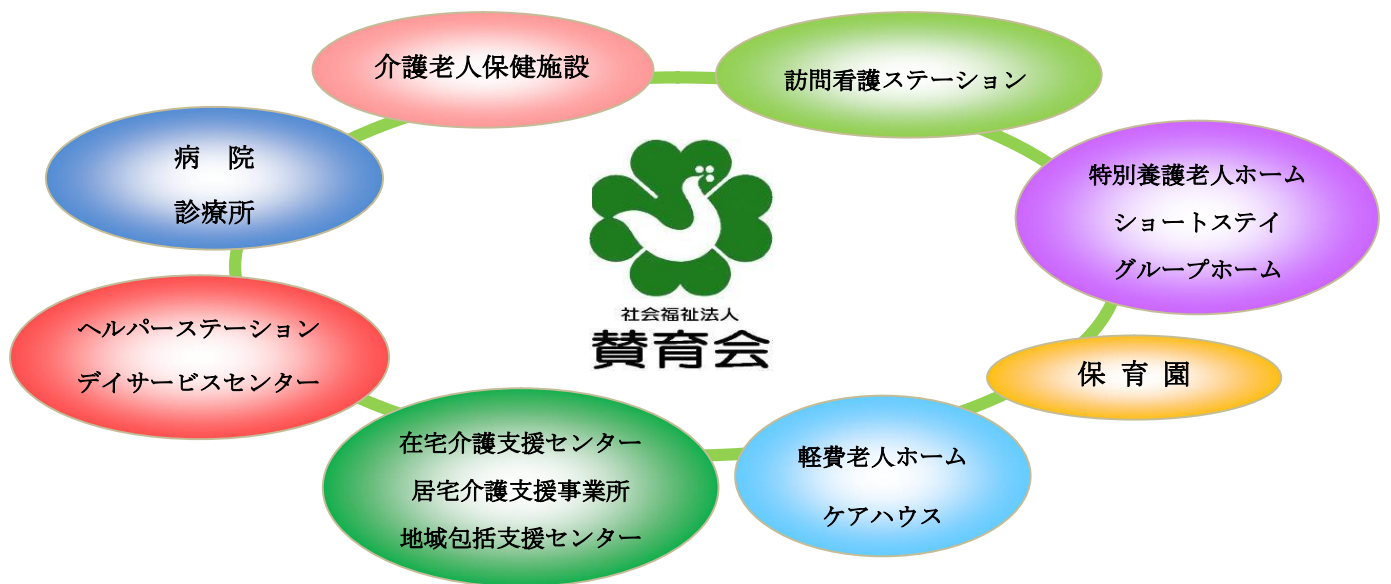 介護老人保健施設
訪問看護ステーション
病　院
診療所
特別養護老人ホーム
ショートステイ
グループホーム
社会福祉法人
賛育会
ヘルパーステーション
デイサービスセンター
保 育 園
在宅介護支援センター
居宅介護支援事業所
地域包括支援センター
軽費老人ホーム
ケアハウス